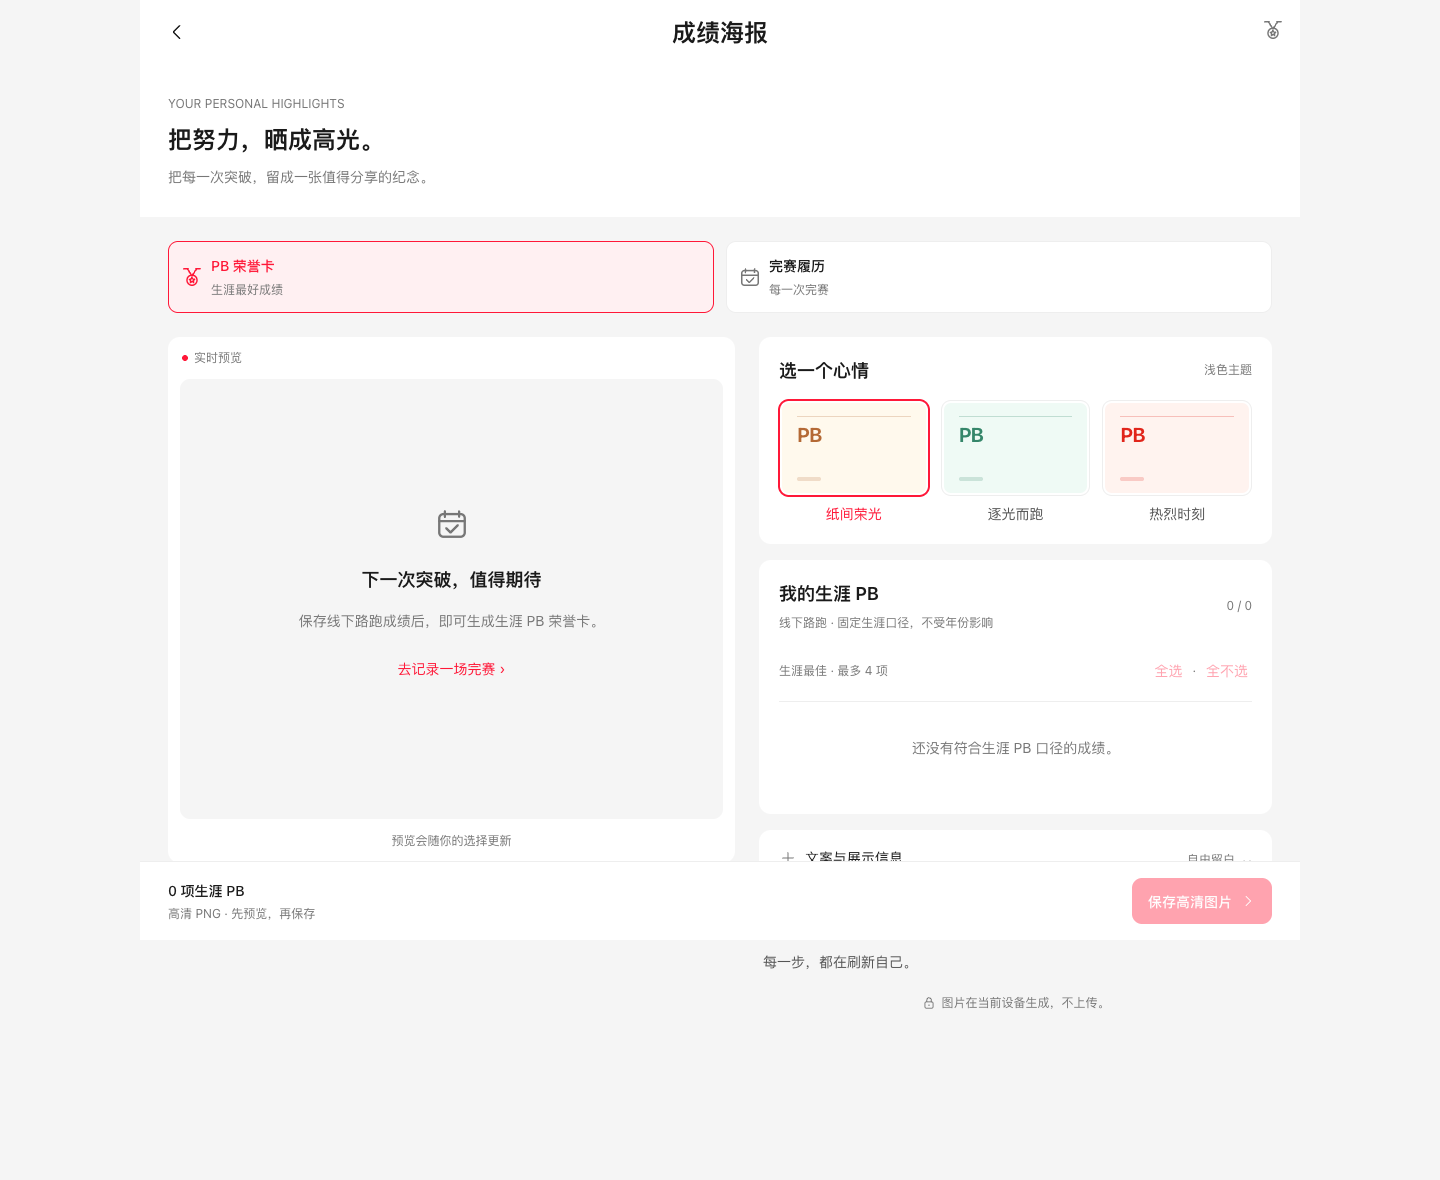 成绩海报
YOUR PERSONAL HIGHLIGHTS
把努力，晒成高光。
把每一次突破，留成一张值得分享的纪念。
PB 荣誉卡
生涯最好成绩
完赛履历
每一次完赛
实时预览
下一次突破，值得期待
保存线下路跑成绩后，即可生成生涯 PB 荣誉卡。
去记录一场完赛 ›
预览会随你的选择更新
选一个心情
浅色主题
PB
PB
PB
纸间荣光
逐光而跑
热烈时刻
我的生涯 PB
0 / 0
线下路跑 · 固定生涯口径，不受年份影响
生涯最佳 · 最多 4 项
全选 · 全不选
还没有符合生涯 PB 口径的成绩。
文案与展示信息
自由留白
0 项生涯 PB
高清 PNG · 先预览，再保存
保存高清图片
每一步，都在刷新自己。
图片在当前设备生成，不上传。